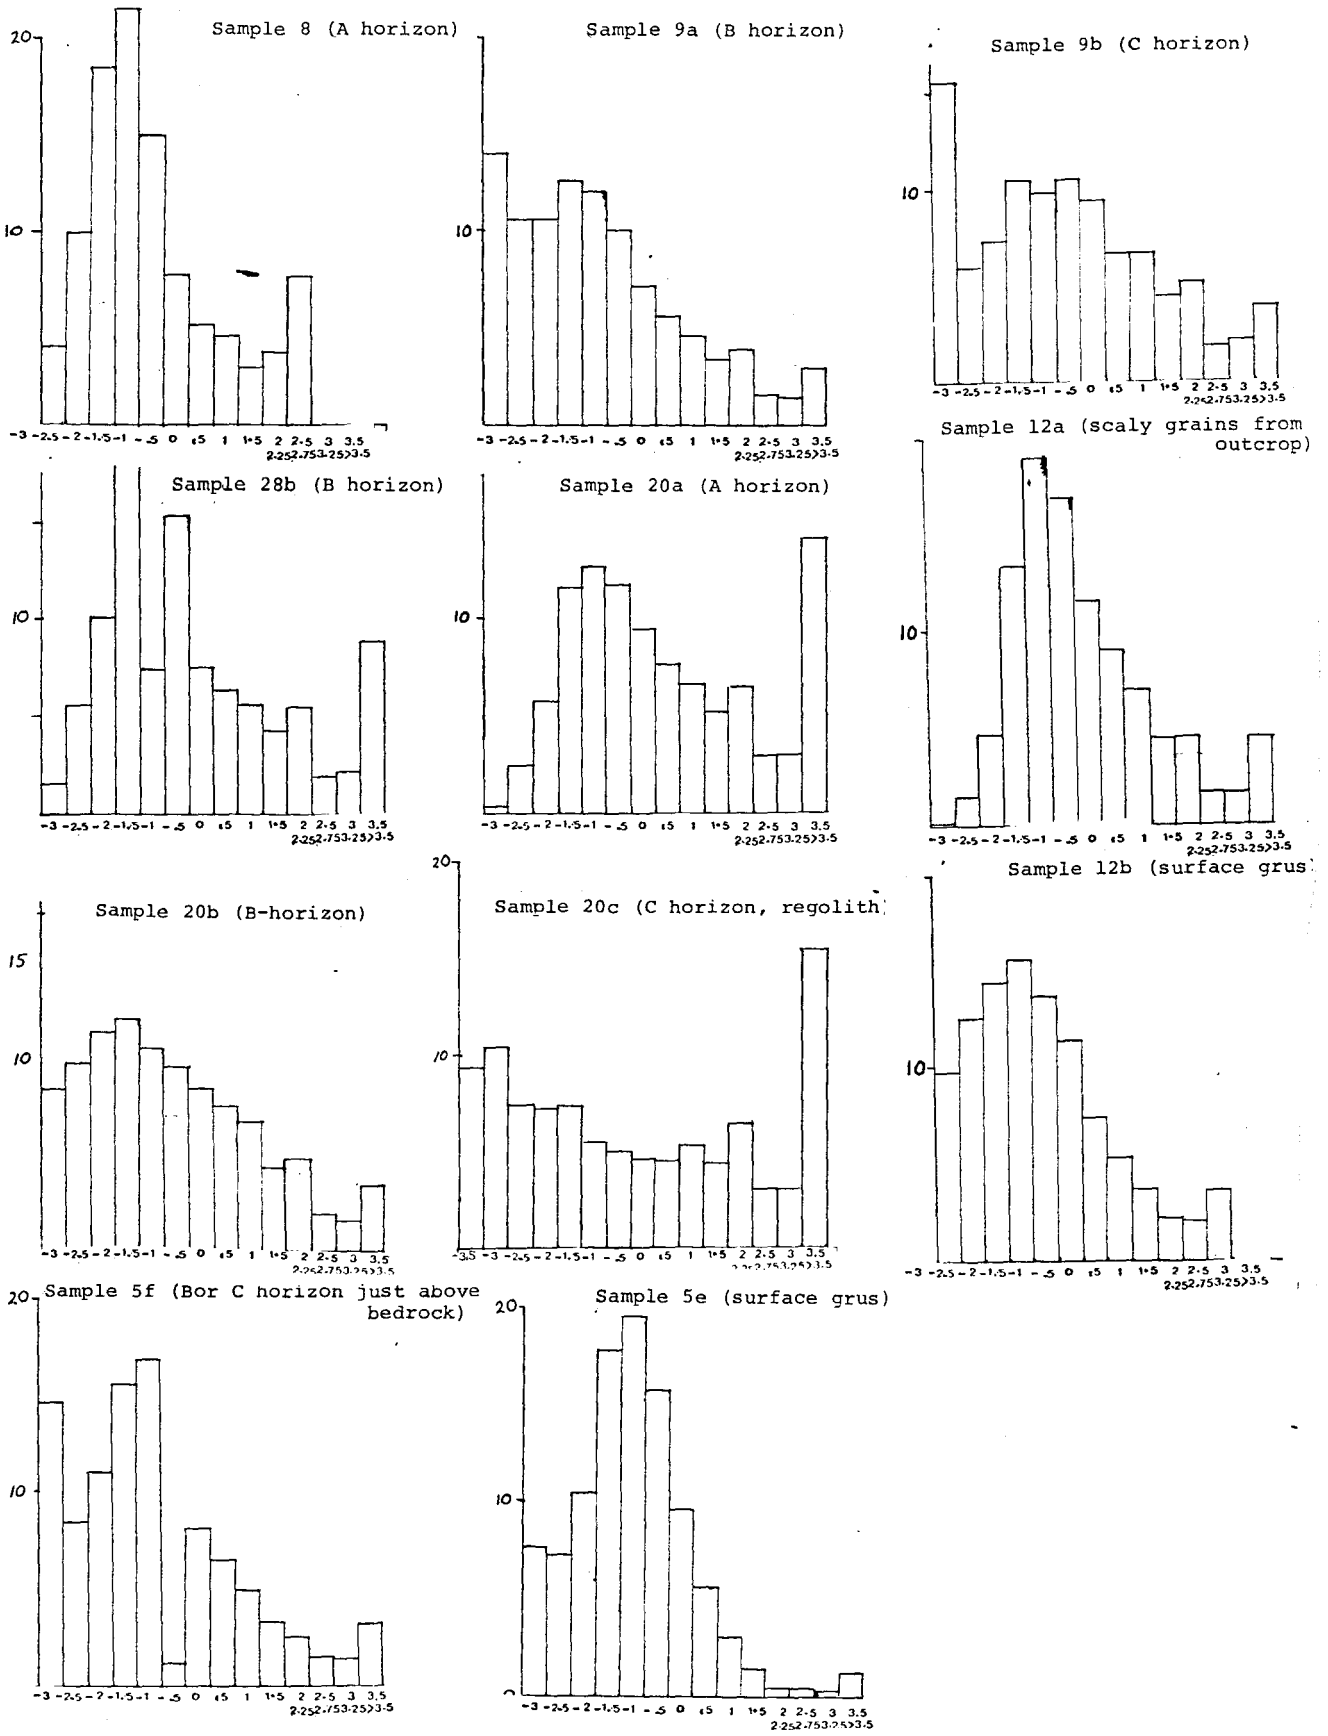 Sample 8 (A horizon)
20
10
-3 -2.5 -2 -1.5 -1 -.5 0 .5 1 1.5 2 2.5 3 3.5
2.25 2.75 3.25 >3.5
Sample 9a (B horizon)
10
-3 -2.5 -2 -1.5 -1 -.5 0 .5 1 1.5 2 2.5 3 3.5
2.25 2.75 3.25 >3.5
Sample 9b (C horizon)
10
-3 -2.5 -2 -1.5 -1 -.5 0 .5 1 1.5 2 2.5 3 3.5
2.25 2.75 3.25 >3.5
Sample 28b (B horizon)
10
-3 -2.5 -2 -1.5 -1 -.5 0 .5 1 1.5 2 2.5 3 3.5
2.25 2.75 3.25 >3.5
Sample 20a (A horizon)
10
-3 -2.5 -2 -1.5 -1 -.5 0 .5 1 1.5 2 2.5 3 3.5
2.25 2.75 3.25 >3.5
Sample 12a (scaly grains from
outcrop)
10
-3 -2.5 -2 -1.5 -1 -.5 0 .5 1 1.5 2 2.5 3 3.5
2.25 2.75 3.25 >3.5
Sample 20b (B-horizon)
15
10
-3 -2.5 -2 -1.5 -1 -.5 0 .5 1 1.5 2 2.5 3 3.5
2.25 2.75 3.25 >3.5
Sample 20c (C horizon, regolith)
20
10
-3.5 -3 -2.5 -2 -1.5 -1 -.5 0 .5 1 1.5 2 2.5 3 3.5
>3.5
Sample 12b (surface grus)
10
-3 -2.5 -2 -1.5 -1 -.5 0 .5 1 1.5 2 2.5 3 3.5
2.25 2.75 3.25 >3.5
Sample 5f (Bor C horizon just above
bedrock)
20
10
-3 -2.5 -2 -1.5 -1 -.5 0 .5 1 1.5 2 2.5 3 3.5
2.25 2.75 3.25 >3.5
Sample 5e (surface grus)
20
10
0
-3 -2.5 -2 -1.5 -1 -.5 0 .5 1 1.5 2 2.5 3 3.5
2.25 2.75 3.25 >3.5